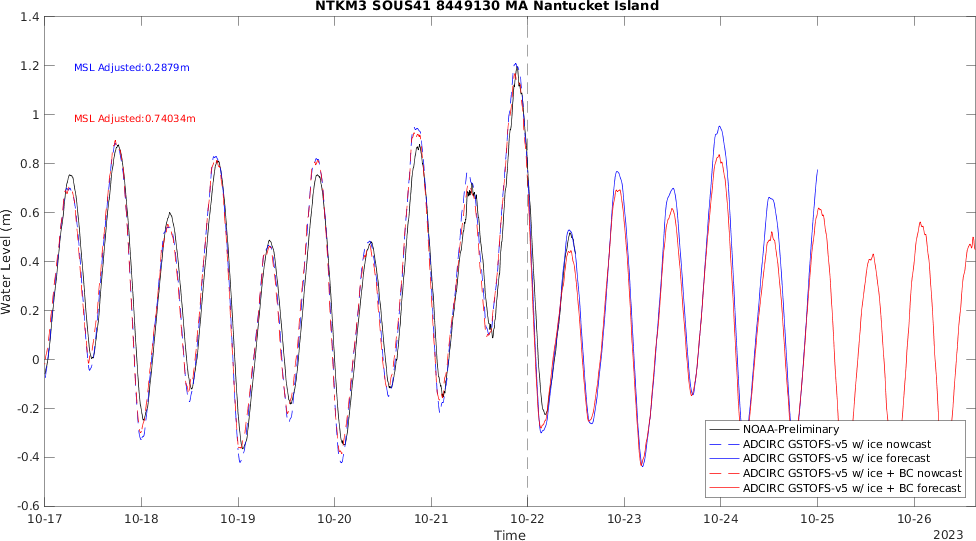 NTKM3 SOUS41 8449130 MA Nantucket Island
1.4
1.2
1
0.8
0.6
0.4
0.2
0
-0.2
-0.4
-0.6
Water Level (m)
MSL Adjusted:0.2879m
MSL Adjusted:0.74034m
NOAA-Preliminary
ADCIRC GSTOFS-v5 w/ ice nowcast
ADCIRC GSTOFS-v5 w/ ice forecast
ADCIRC GSTOFS-v5 w/ ice + BC nowcast
ADCIRC GSTOFS-v5 w/ ice + BC forecast
10-17 10-18 10-19 10-20 10-21 10-22 10-23 10-24 10-25 10-26
Time
2023